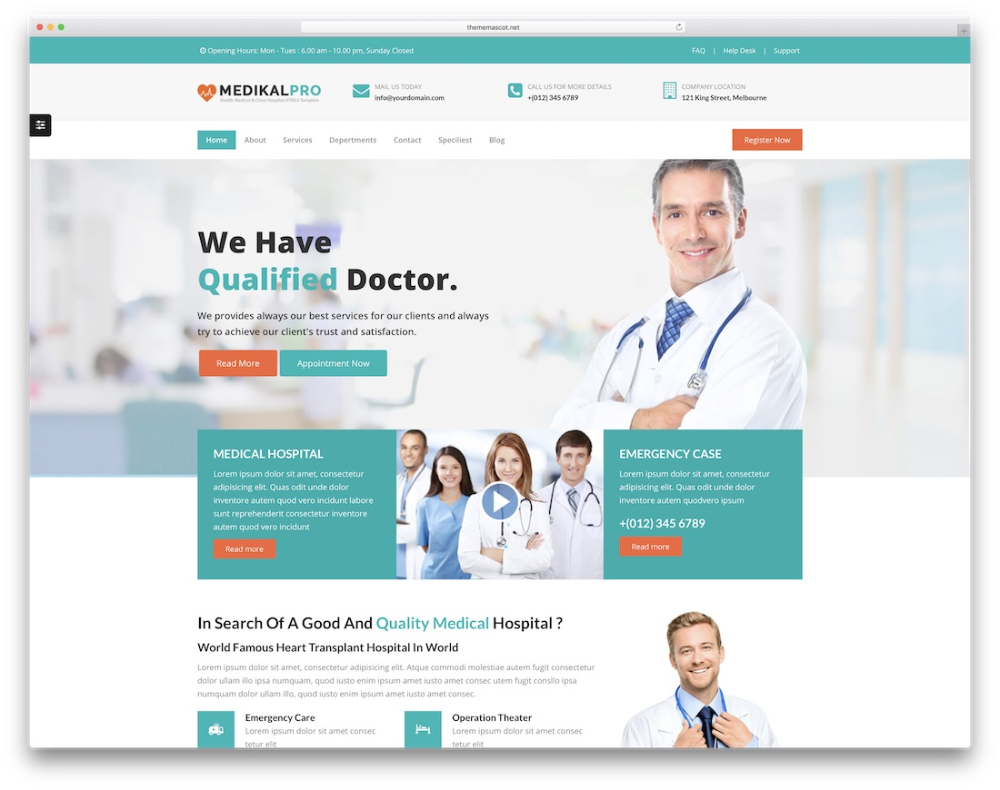 thememascot.net
Opening Hours: Mon - Tues : 6.00 am - 10.00 pm, Sunday Closed
FAQ | Help Desk | Support
MEDIKALPRO
Health Medical & Clinic Hospital HTML5 Template
MAIL US TODAY
info@yourdomain.com
CALL US FOR MORE DETAILS
+(012) 345 6789
COMPANY LOCATION
121 King Street, Melbourne
Home About Services Depertments Contact Speciliest Blog
Register Now
We Have
Qualified Doctor.
We provides always our best services for our clients and always
try to achieve our client's trust and satisfaction.
Read More Appointment Now
MEDICAL HOSPITAL
Lorem ipsum dolor sit amet, consectetur
adipisicing elit. Quas odit unde dolor
inventore autem quod vero incidunt labore
sunt reprehenderit consectetur inventore
autem quod vero incidunt
Read more
EMERGENCY CASE
Lorem ipsum dolor sit amet, consectetur
adipisicing elit. Quas odit unde dolor
inventore autem quodvero ipsum
+(012) 345 6789
Read more
In Search Of A Good And Quality Medical Hospital ?
World Famous Heart Transplant Hospital In World
Lorem ipsum dolor sit amet, consectetur adipisicing elit. Atque commodi molestiae autem fugit consectetur
dolor ullam illo ipsa numquam, quod iusto enim ipsum amet iusto amet consec utem fugit consllo ipsa
numquam dolor ullam illo, quod iusto enim ipsum amet iusto amet consec.
Emergency Care
Lorem ipsum dolor sit amet consec
tetur elit
Operation Theater
Lorem ipsum dolor sit amet consec
tetur elit